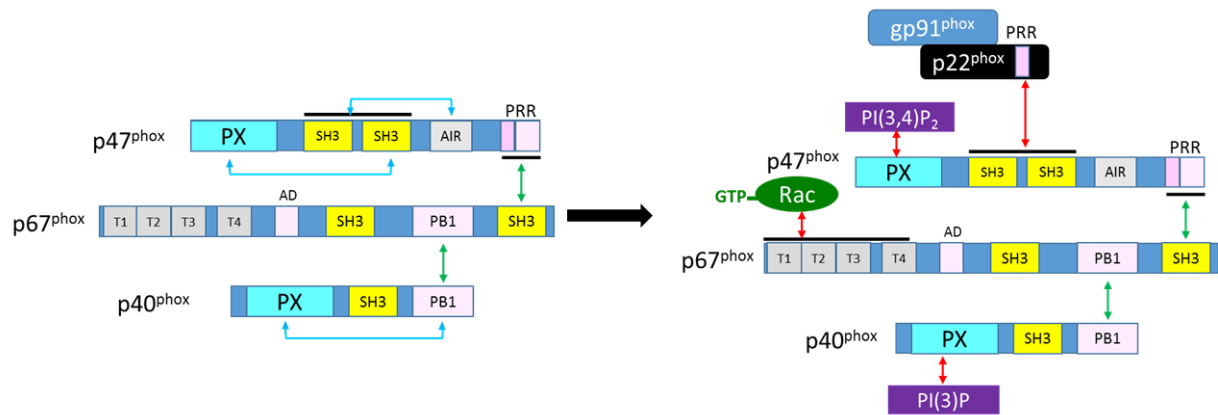 PRR
p47phox PX SH3 SH3 AIR
AD
p67phox T1 T2 T3 T4 SH3 PB1 SH3
p40phox PX SH3 PB1
gp91phox
PRR
p22phox
PI(3,4)P2
p47phox
PRR
PX SH3 SH3 AIR
GTP Rac
AD
p67phox T1 T2 T3 T4 SH3 PB1 SH3
p40phox PX SH3 PB1
PI(3)P